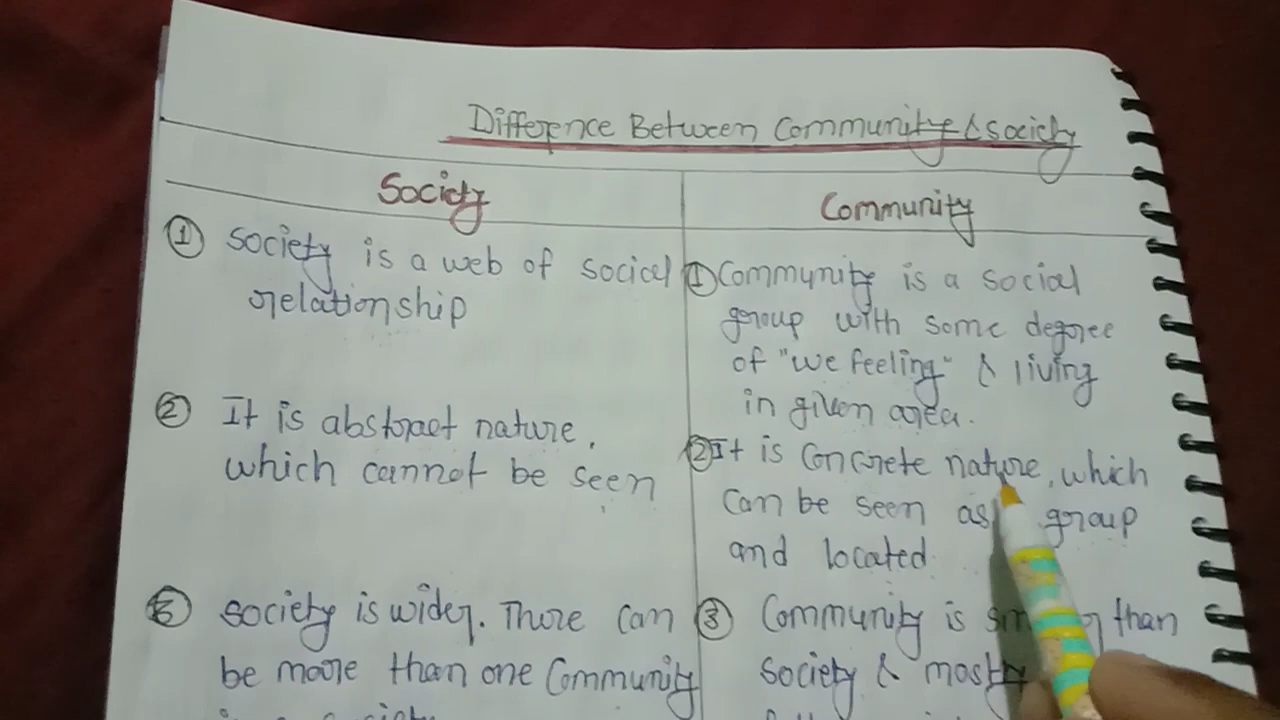 Difference Between Community & Society
Society
① Society is a web of social
relationship
② It is abstract nature,
which cannot be seen
③ Society is wider. There can
be more than one Community
Community
① Community is a social
group with some degree
of "we feeling" & living
in given area.
② It is Concrete nature, which
Can be seen as group
and located
③ Community is than
Society & mostly